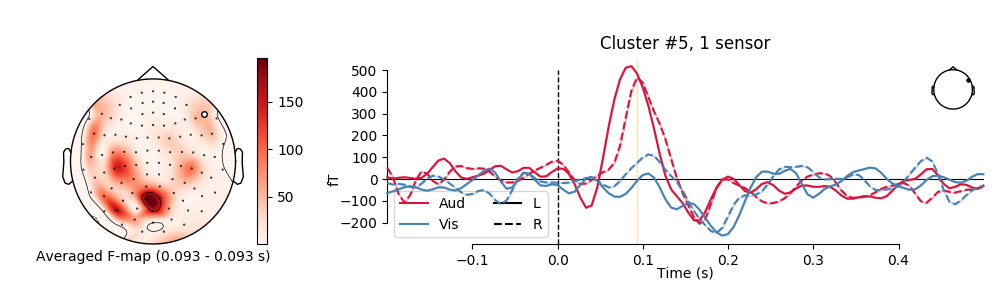 Cluster #5, 1 sensor
150
100
50
Averaged F-map (0.093 - 0.093 s)
fT
500
400
300
200
100
0
−100
−200
Aud
Vis
L
R
−0.1
0.0
0.1
0.2
0.3
0.4
Time (s)